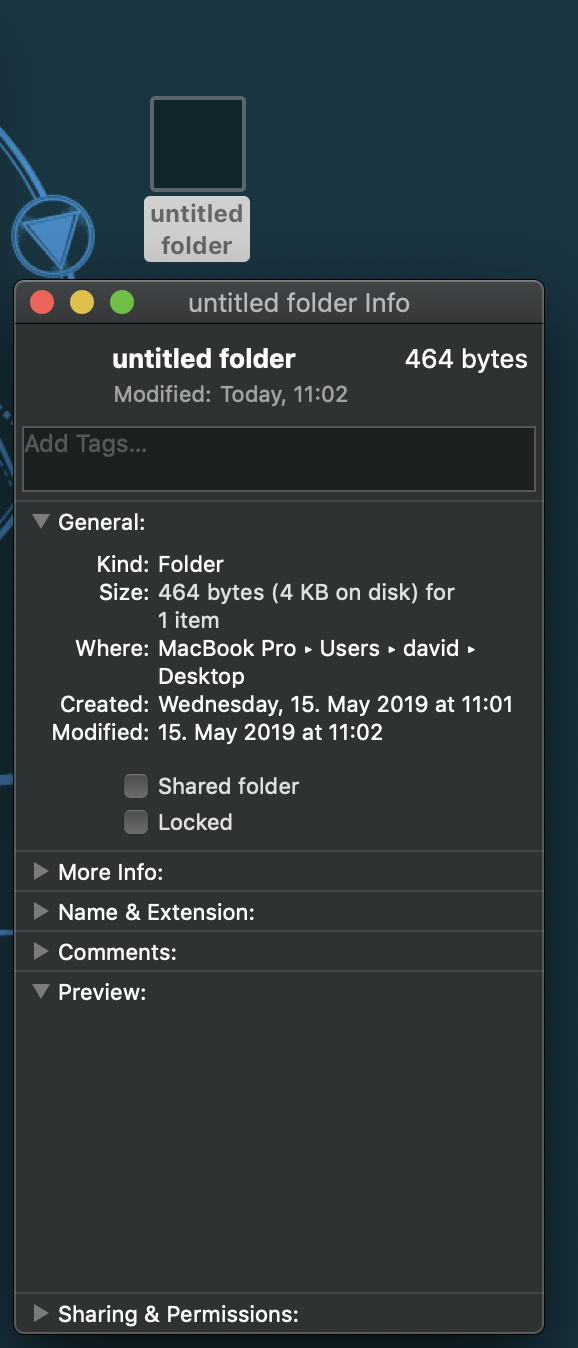 untitled
folder
untitled folder Info
untitled folder 464 bytes
Modified: Today, 11:02
Add Tags...
General:
Kind: Folder
Size: 464 bytes (4 KB on disk) for
1 item
Where: MacBook Pro ▸ Users ▸ david ▸
Desktop
Created: Wednesday, 15. May 2019 at 11:01
Modified: 15. May 2019 at 11:02
Shared folder
Locked
More Info:
Name & Extension:
Comments:
Preview:
Sharing & Permissions: